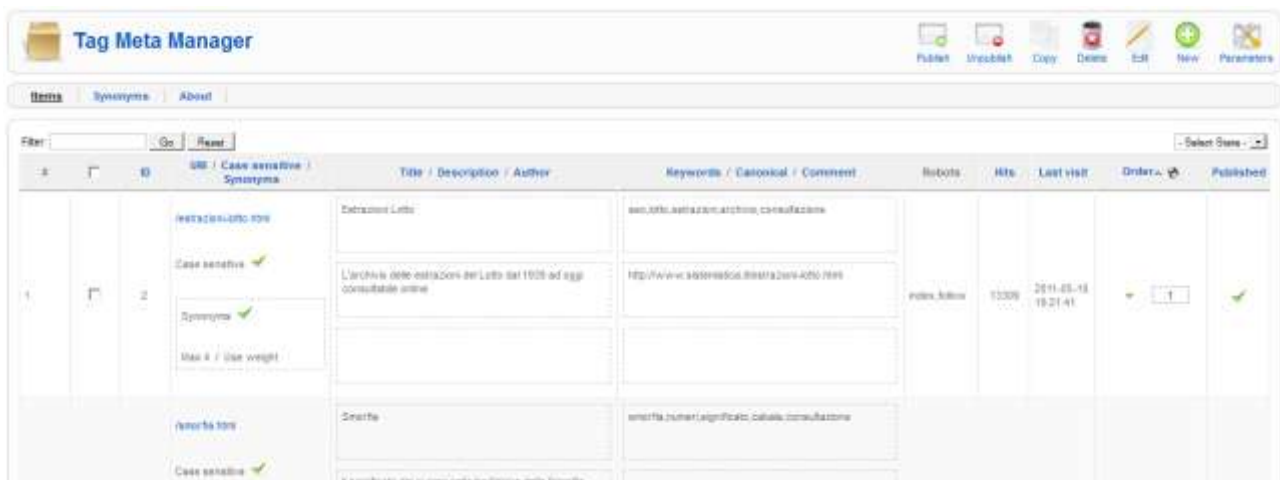 Tag Meta Manager
Publish Unpublish Copy Delete Edit New Parameters
Items Synonyms About
Filter: Go Reset - Select State -
# ID URI / Case sensitive / Synonyms Title / Description / Author Keywords / Canonical / Comment Robots Hits Last visit Order Published
/estrazioni-lotto.html
Estrazioni Lotto
seo,lotto,estrazioni,archivio,consultazione
Case sensitive
L'archivio delle estrazioni del Lotto dal 1939 ad oggi
consultabile online
1 2 index,follow 1
Synonyms
Max 4 / Use weight
/smorfia.html
Smorfia
smorfia,numeri,significato,cabala,consultazione
Case sensitive